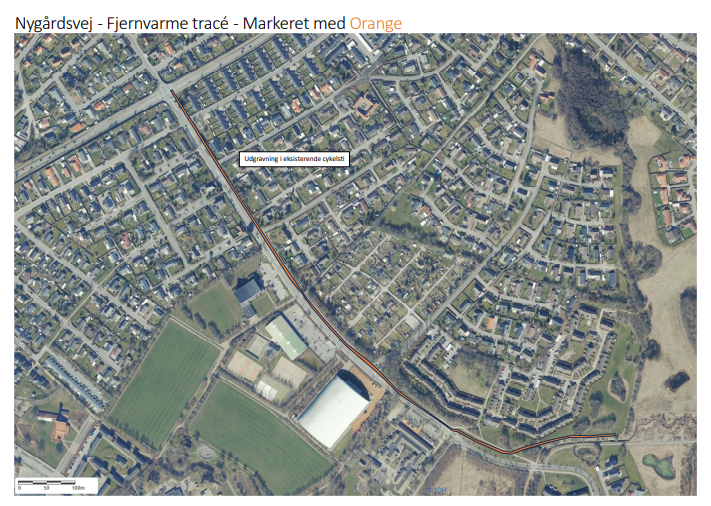 Nygårdsvej - Fjernvarme tracé - Markeret med Orange
Udgravning i eksisterende cykelsti
0 50 100m